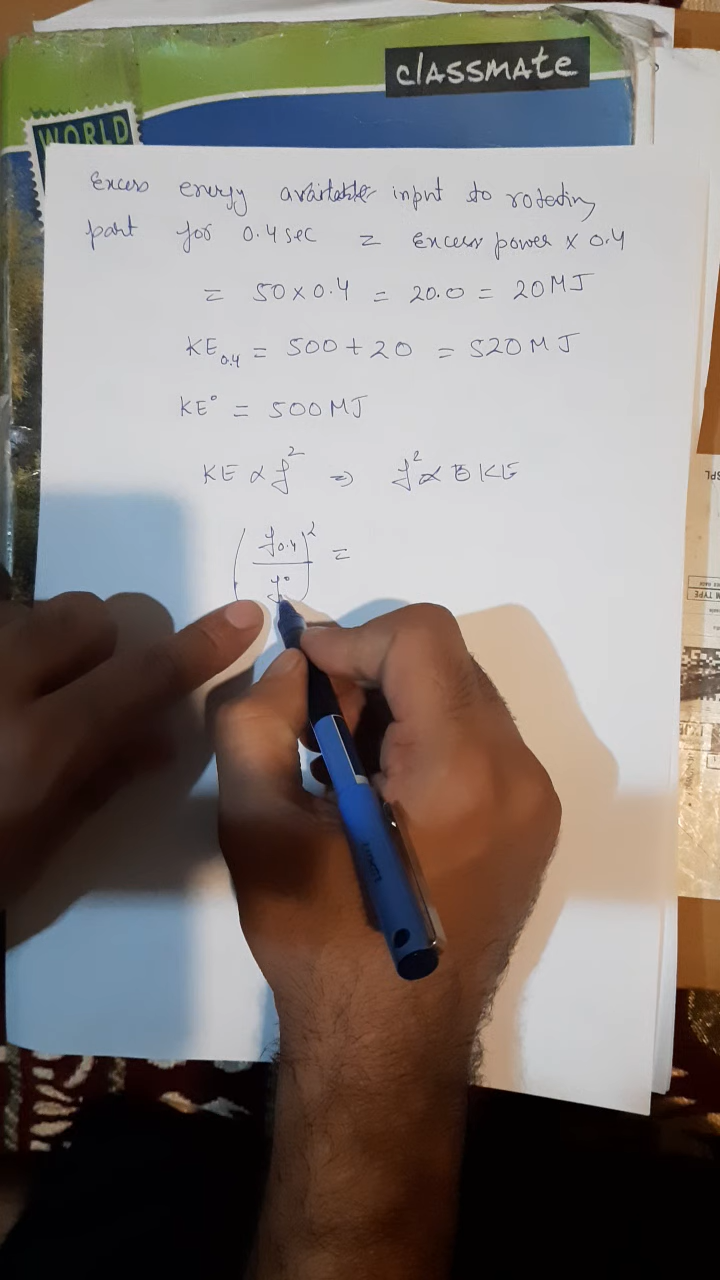 classmate
WORLD
Excess energy available input to rotating
part for 0.4 sec = excess power × 0.4
= 50 × 0.4 = 20.0 = 20 MJ
KE0.4 = 500 + 20 = 520 MJ
KE° = 500 MJ
KE ∝ f² ⇒ f² ∝ KE
(f0.4/f°)² =